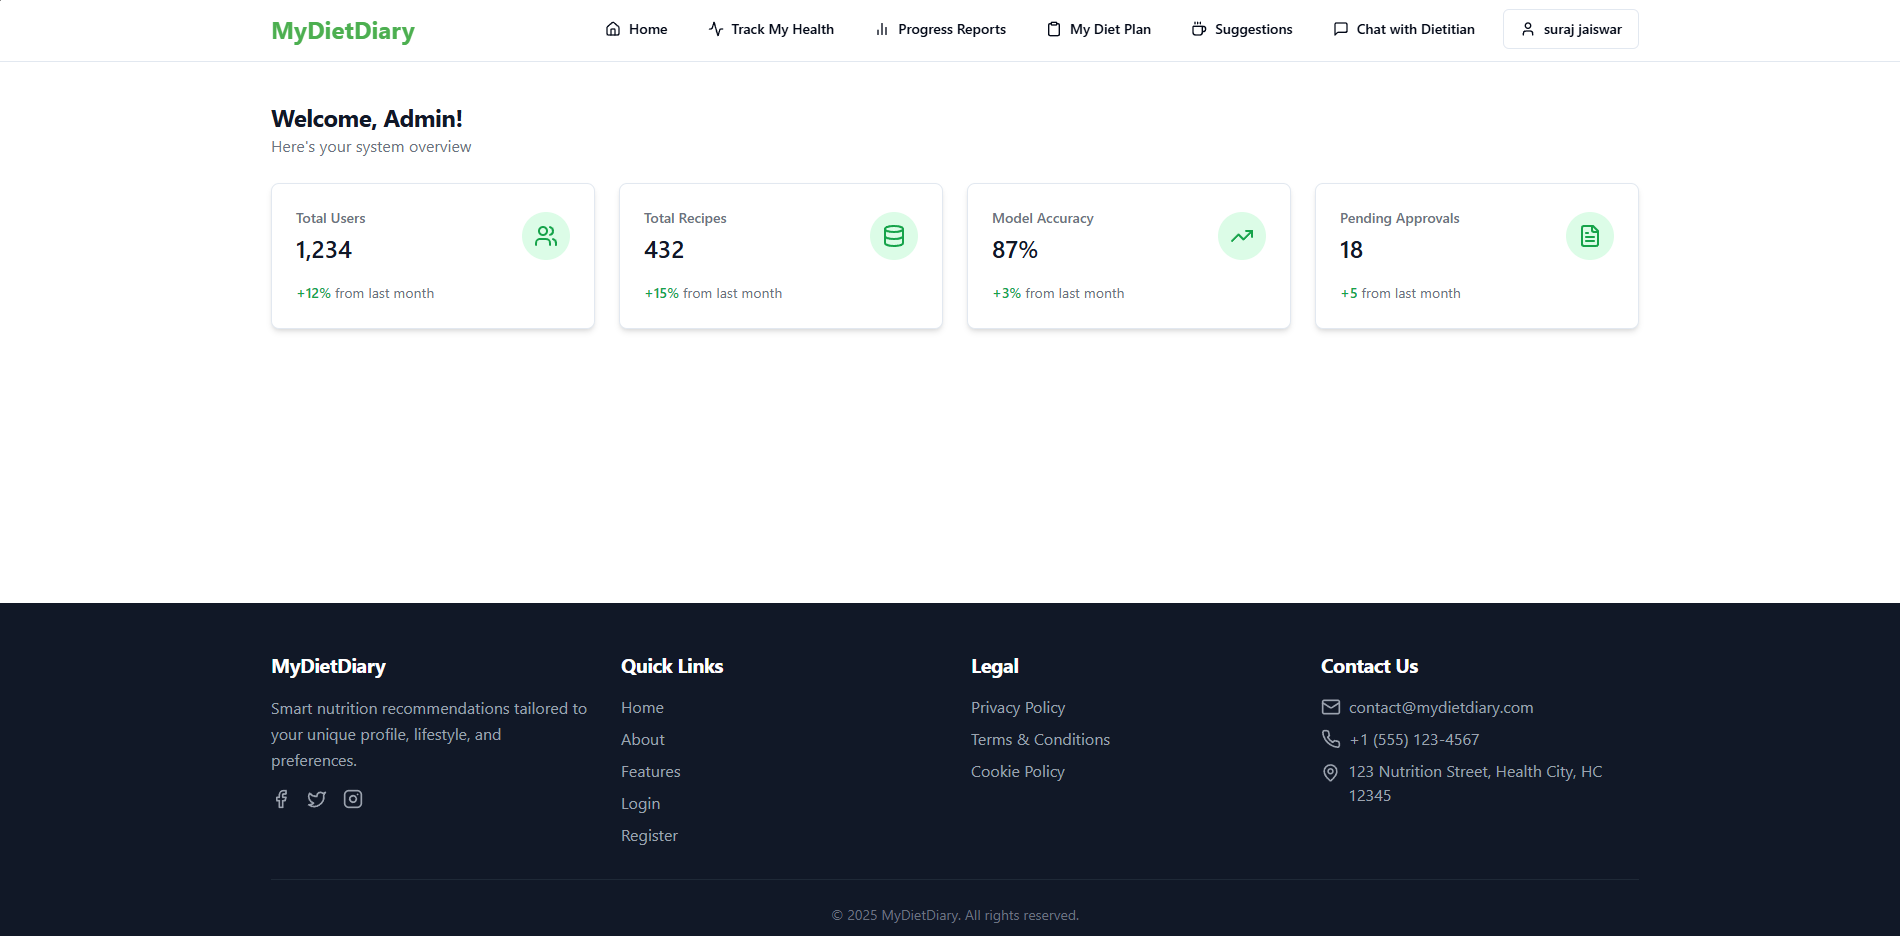 MyDietDiary
Home
Track My Health
Progress Reports
My Diet Plan
Suggestions
Chat with Dietitian
suraj jaiswar
Welcome, Admin!
Here's your system overview
Total Users
1,234
+12% from last month
Total Recipes
432
+15% from last month
Model Accuracy
87%
+3% from last month
Pending Approvals
18
+5 from last month
MyDietDiary
Smart nutrition recommendations tailored to
your unique profile, lifestyle, and
preferences.
Quick Links
Home
About
Features
Login
Register
Legal
Privacy Policy
Terms & Conditions
Cookie Policy
Contact Us
contact@mydietdiary.com
+1 (555) 123-4567
123 Nutrition Street, Health City, HC
12345
© 2025 MyDietDiary. All rights reserved.